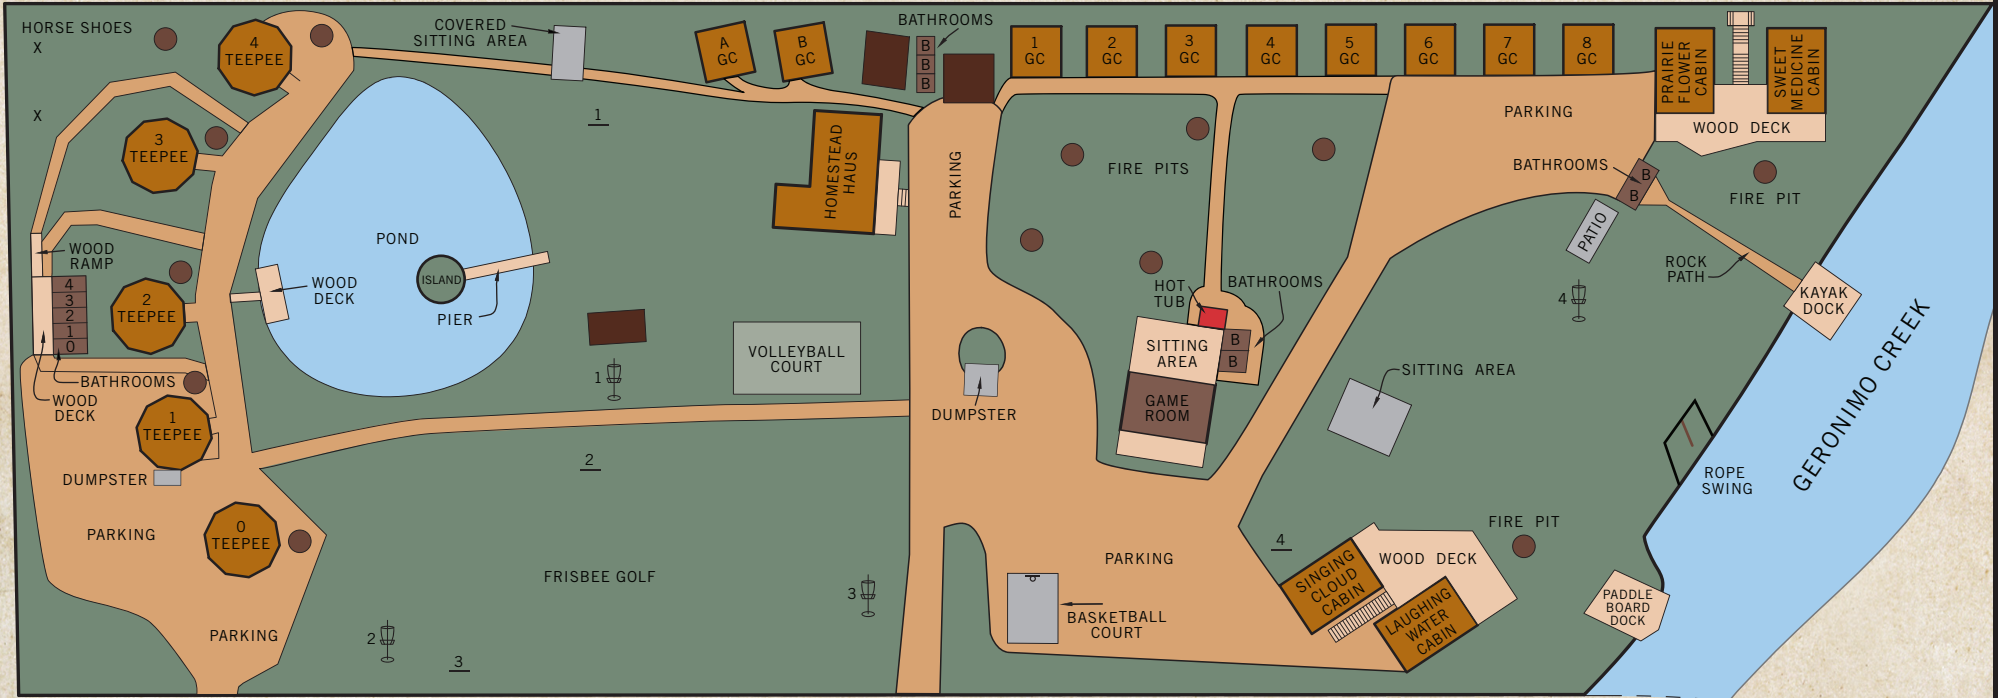 HORSE SHOES
X
X
4
TEEPEE
3
TEEPEE
WOOD
RAMP
4
3
2
1
0
2
TEEPEE
BATHROOMS
WOOD
DECK
1
TEEPEE
DUMPSTER
PARKING
0
TEEPEE
PARKING
COVERED
SITTING AREA
POND
ISLAND
WOOD
DECK
PIER
1
A
GC
B
GC
BATHROOMS
B
B
B
HOMESTEAD
HAUS
PARKING
VOLLEYBALL
COURT
1
2
FRISBEE GOLF
2
3
3
DUMPSTER
1
GC
2
GC
3
GC
4
GC
5
GC
6
GC
7
GC
8
GC
FIRE PITS
HOT
TUB
BATHROOMS
B
B
SITTING
AREA
GAME
ROOM
PARKING
BASKETBALL
COURT
PARKING
PRAIRIE
FLOWER
CABIN
SWEET
MEDICINE
CABIN
WOOD DECK
BATHROOMS
B
B
FIRE PIT
PATIO
ROCK
PATH
4
KAYAK
DOCK
SITTING AREA
GERONIMO CREEK
ROPE
SWING
FIRE PIT
4
WOOD DECK
SINGING
CLOUD
CABIN
LAUGHING
WATER
CABIN
PADDLE
BOARD
DOCK